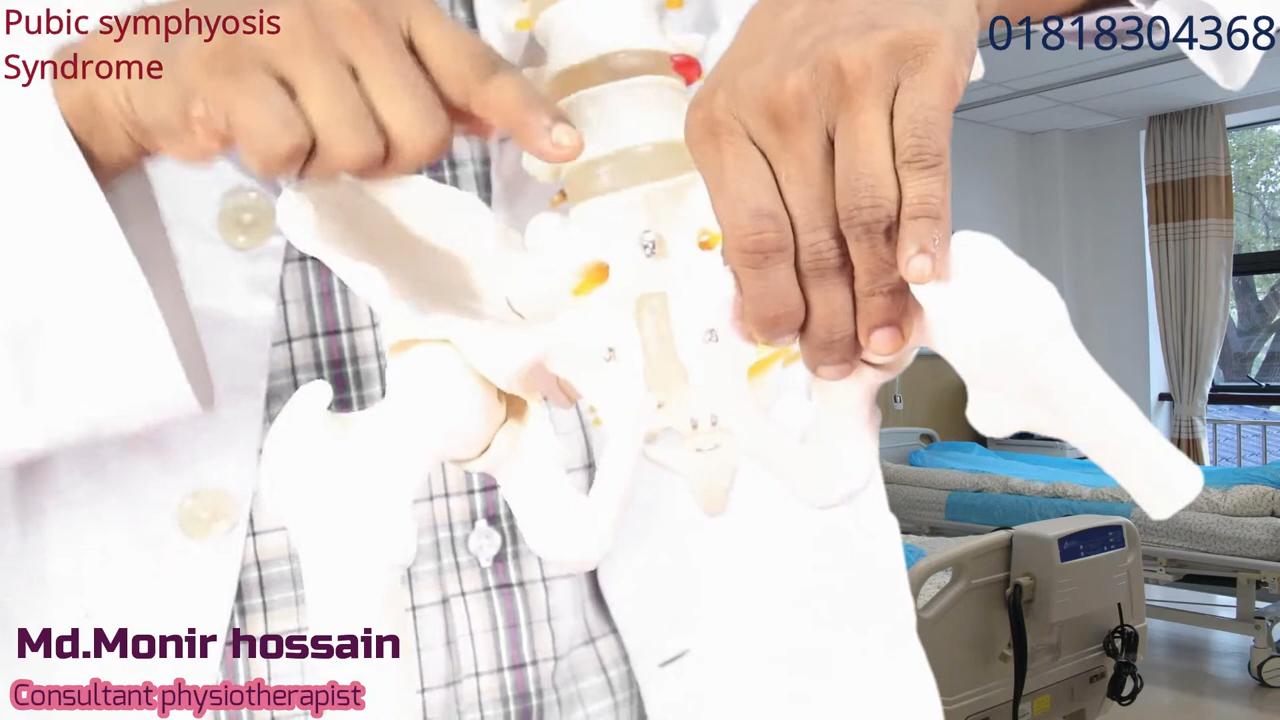 Pubic symphyosis
Syndrome
01818304368
Md.Monir hossain
Consultant physiotherapist